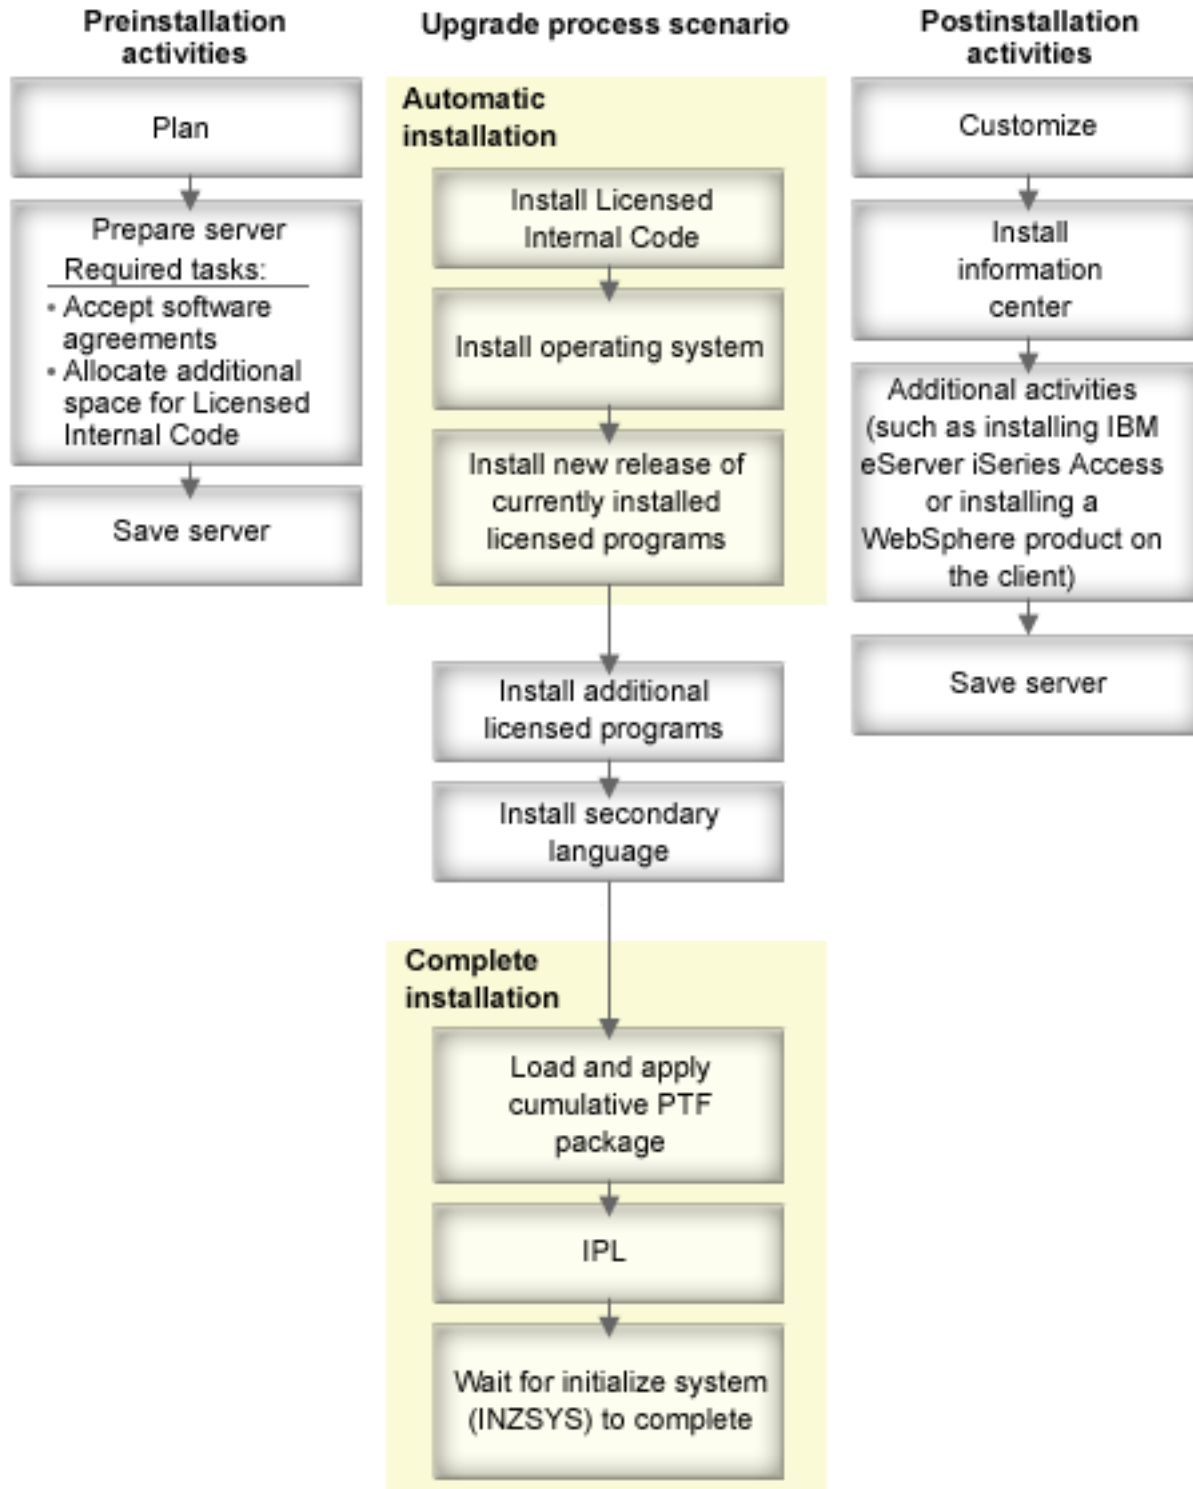 Preinstallation
activities
Plan
Prepare server
Required tasks:
• Accept software
agreements
• Allocate additional
space for Licensed
Internal Code
Save server
Upgrade process scenario
Automatic
installation
Install Licensed
Internal Code
Install operating system
Install new release of
currently installed
licensed programs
Install additional
licensed programs
Install secondary
language
Complete
installation
Load and apply
cumulative PTF
package
IPL
Wait for initialize system
(INZSYS) to complete
Postinstallation
activities
Customize
Install
information
center
Additional activities
(such as installing IBM
eServer iSeries Access
or installing a
WebSphere product on
the client)
Save server